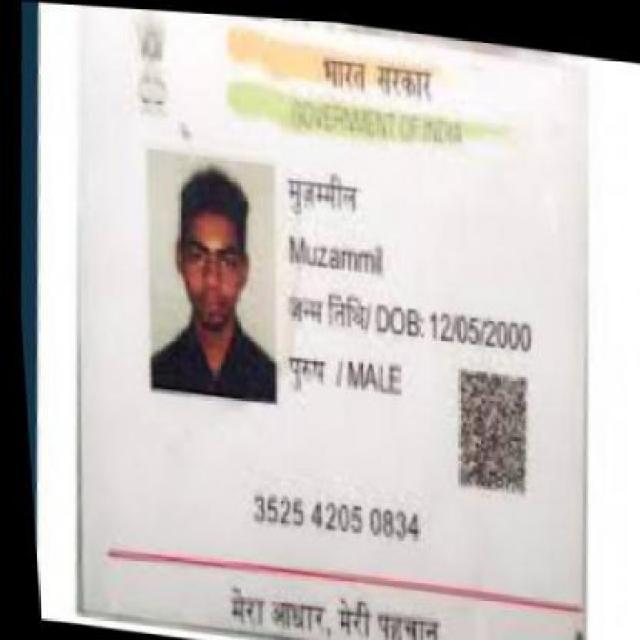 भारत सरकार
GOVERNMENT OF INDIA
मुज़म्मील
Muzammil
जन्म तिथि/ DOB: 12/05/2000
पुरुष / MALE
3525 4205 0834
मेरा आधार, मेरी पहचान